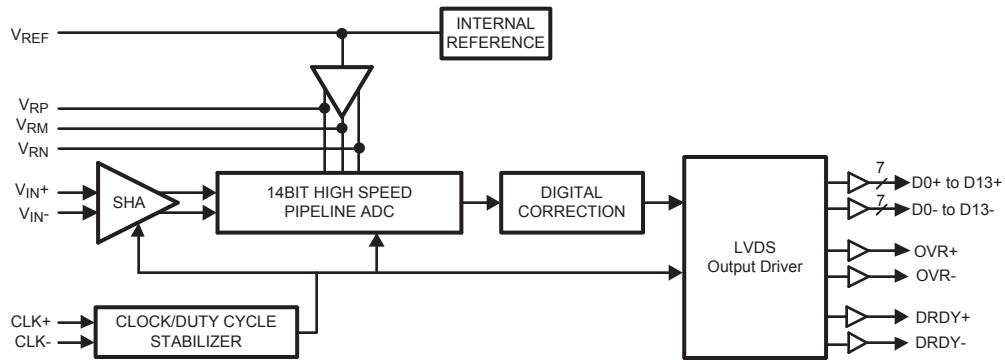 INTERNAL
REFERENCE
VREF
VRP
VRM
VRN
VIN+
VIN-
SHA
14BIT HIGH SPEED
PIPELINE ADC
DIGITAL
CORRECTION
LVDS
Output Driver
7
D0+ to D13+
7
D0- to D13-
OVR+
OVR-
DRDY+
DRDY-
CLK+
CLK-
CLOCK/DUTY CYCLE
STABILIZER